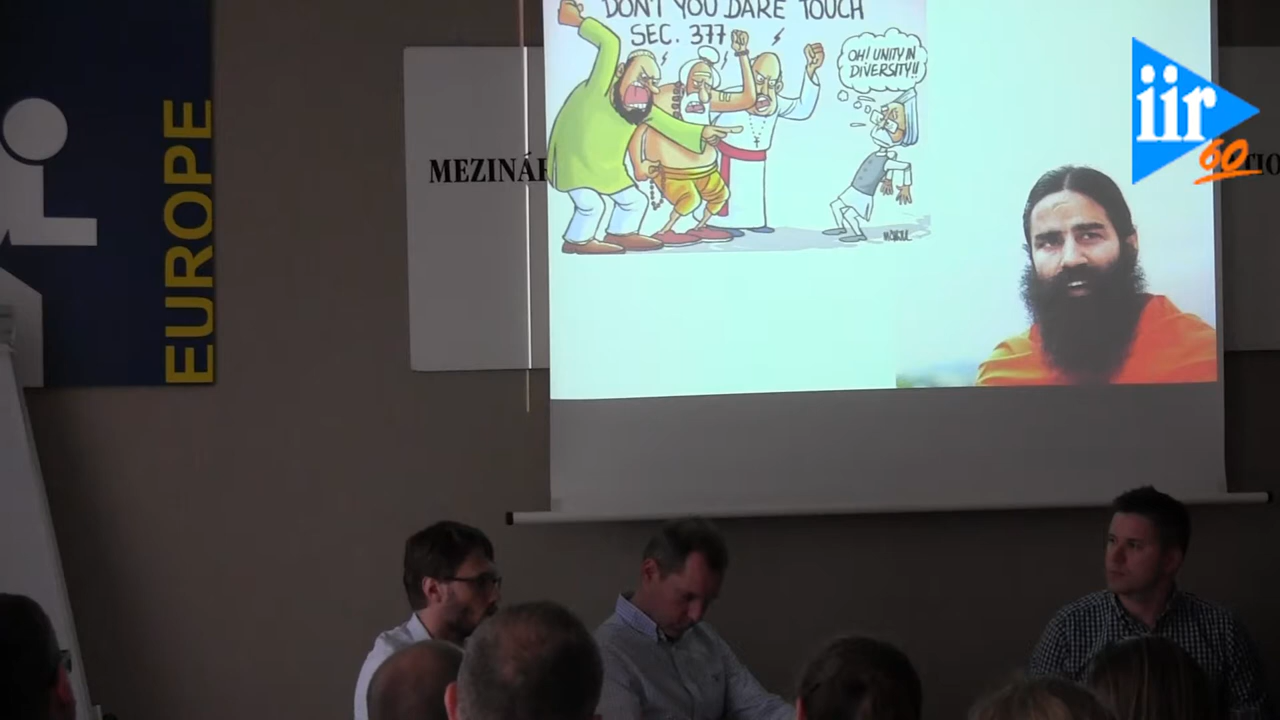 DON'T YOU DARE TOUCH
SEC. 377
OH! UNITY IN
DIVERSITY!!
iir
60
EUROPE
MEZINÁR